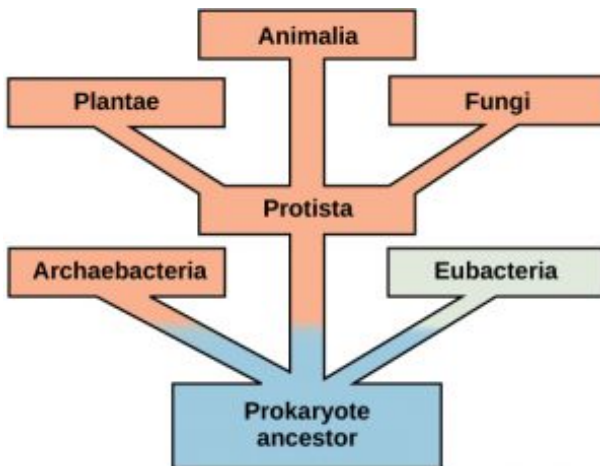 Animalia
Plantae
Fungi
Protista
Archaebacteria
Eubacteria
Prokaryote
ancestor